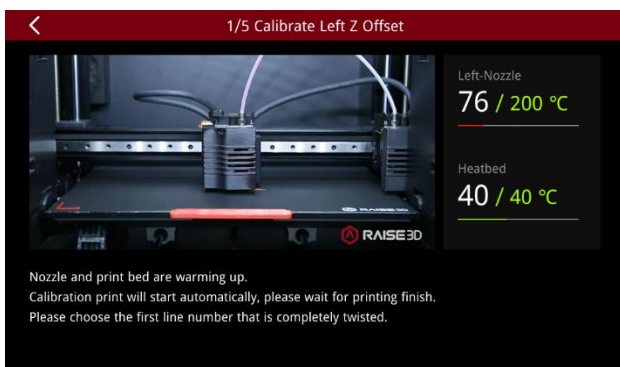 1/5 Calibrate Left Z Offset
Left-Nozzle
76 / 200 °C
Heatbed
40 / 40 °C
RAISE3D
RAISE3D
Nozzle and print bed are warming up.
Calibration print will start automatically, please wait for printing finish.
Please choose the first line number that is completely twisted.